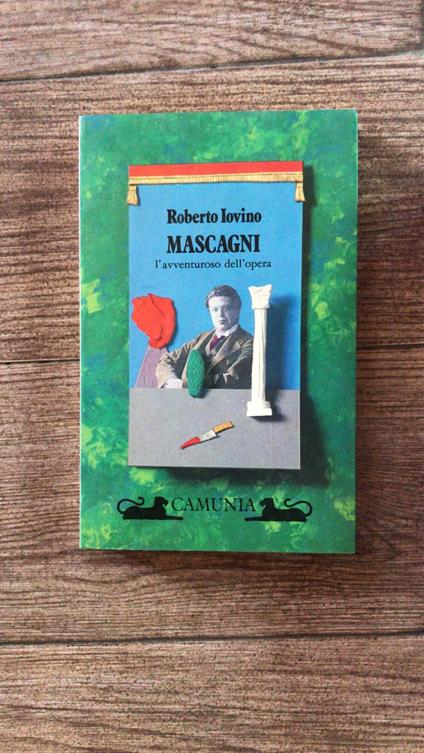 Roberto Iovino
MASCAGNI
l'avventuroso dell'opera
CAMUNIA